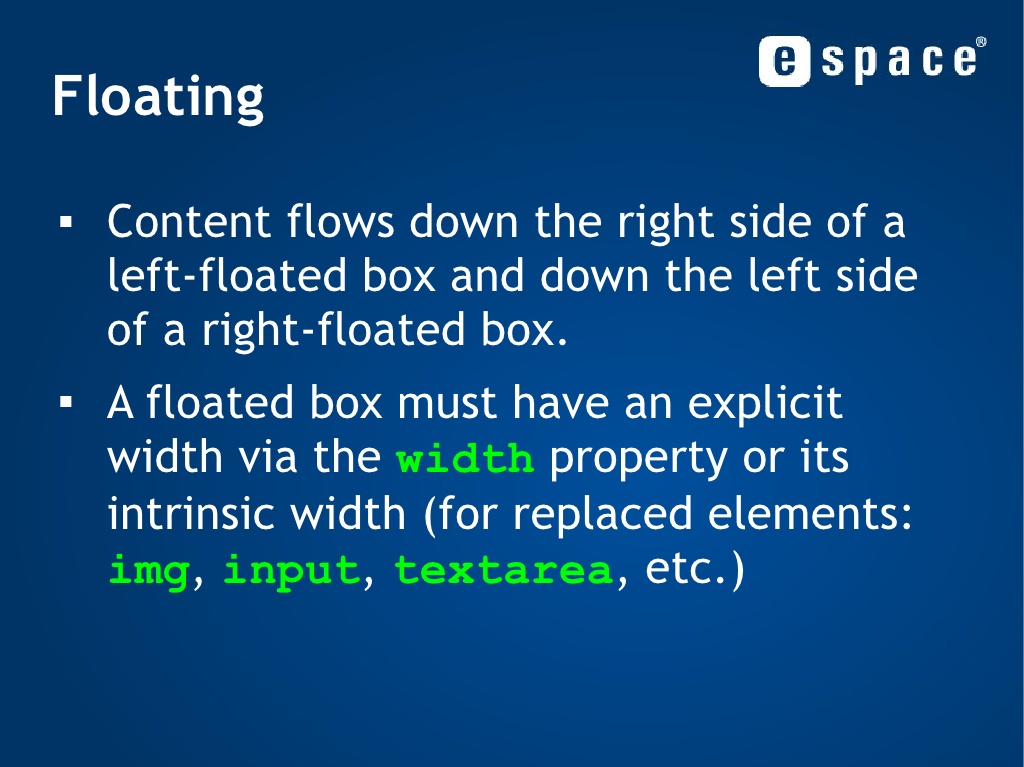 e space®
Floating
▪ Content flows down the right side of a
left-floated box and down the left side
of a right-floated box.
▪ A floated box must have an explicit
width via the width property or its
intrinsic width (for replaced elements:
img, input, textarea, etc.)